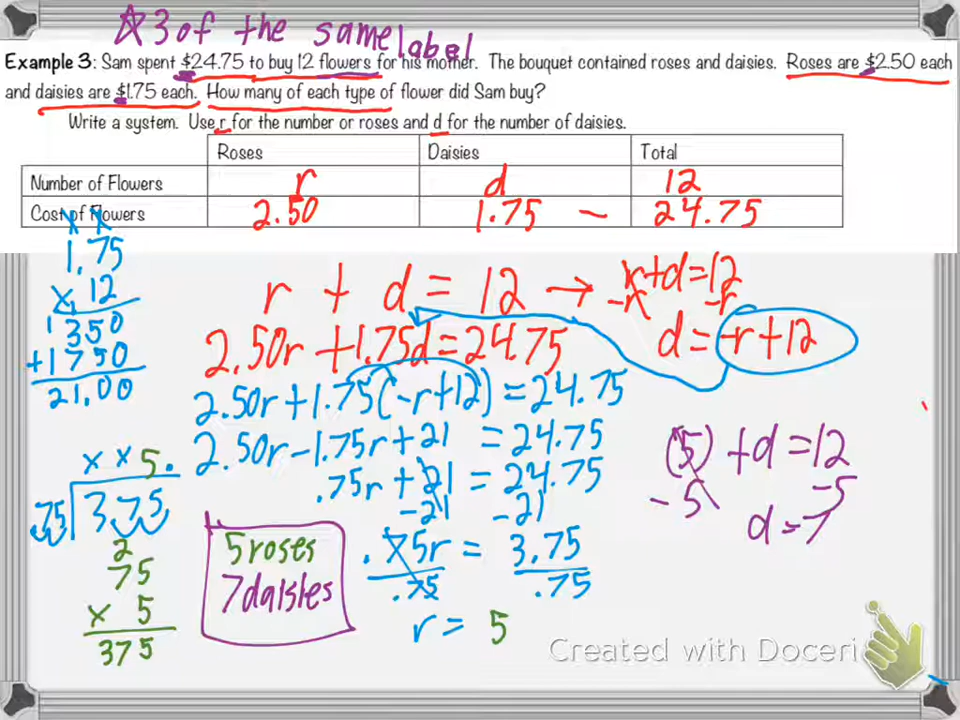 ☆ 3 of the same label
Example 3: Sam spent $24.75 to buy 12 flowers for his mother. The bouquet contained roses and daisies. Roses are $2.50 each
and daisies are $1.75 each. How many of each type of flower did Sam buy?
Write a system. Use r for the number or roses and d for the number of daisies.
Roses Daisies Total
Number of Flowers r d 12
Cost of Flowers 2.50 1.75 – 24.75
1.75
x 12
1350
+1750
21.00
r + d = 12 →
r+d=12
-r -r
d = -r+12
2.50r + 1.75d = 24.75
2.50r + 1.75(-r+12) = 24.75
2.50r - 1.75r + 21 = 24.75
.75r + 21 = 24.75
-21 -21
.75r = 3.75
.75 .75
r = 5
x x 5.
.75 3.75
2
75
x 5
375
5 roses
7 daisies
(5) + d = 12
-5 -5
d = 7
Created with Doceri